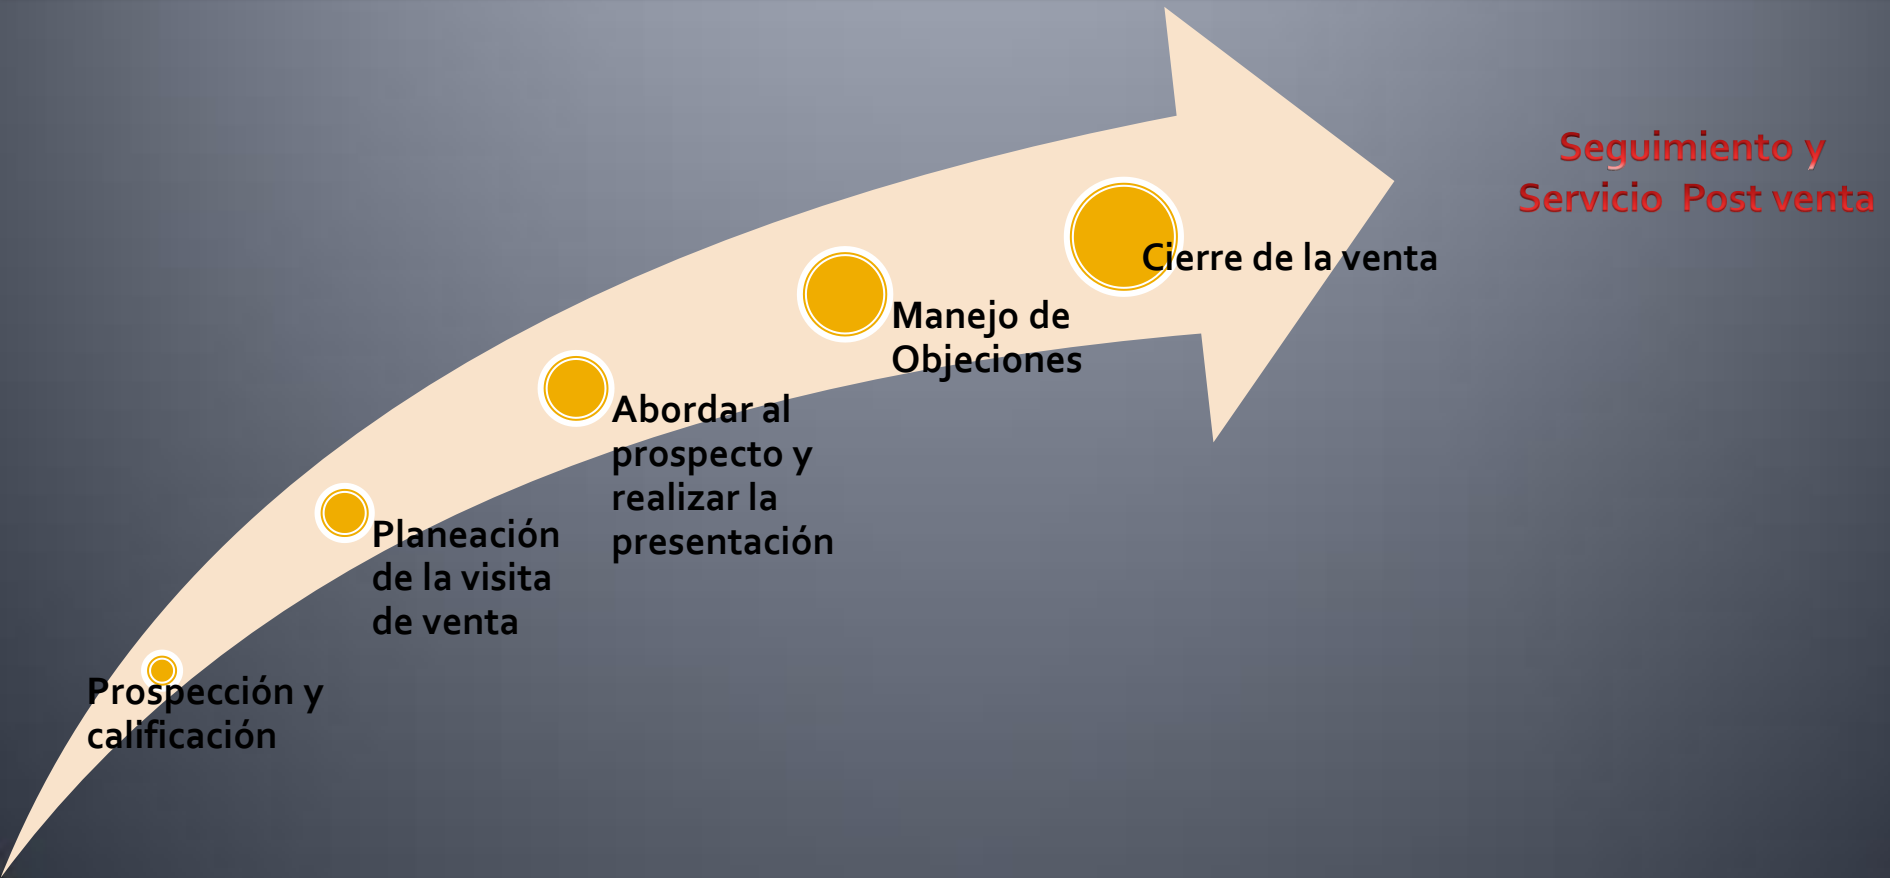 Prospección y
calificación
Planeación
de la visita
de venta
Abordar al
prospecto y
realizar la
presentación
Manejo de
Objeciones
Cierre de la venta
Seguimiento y
Servicio Post venta